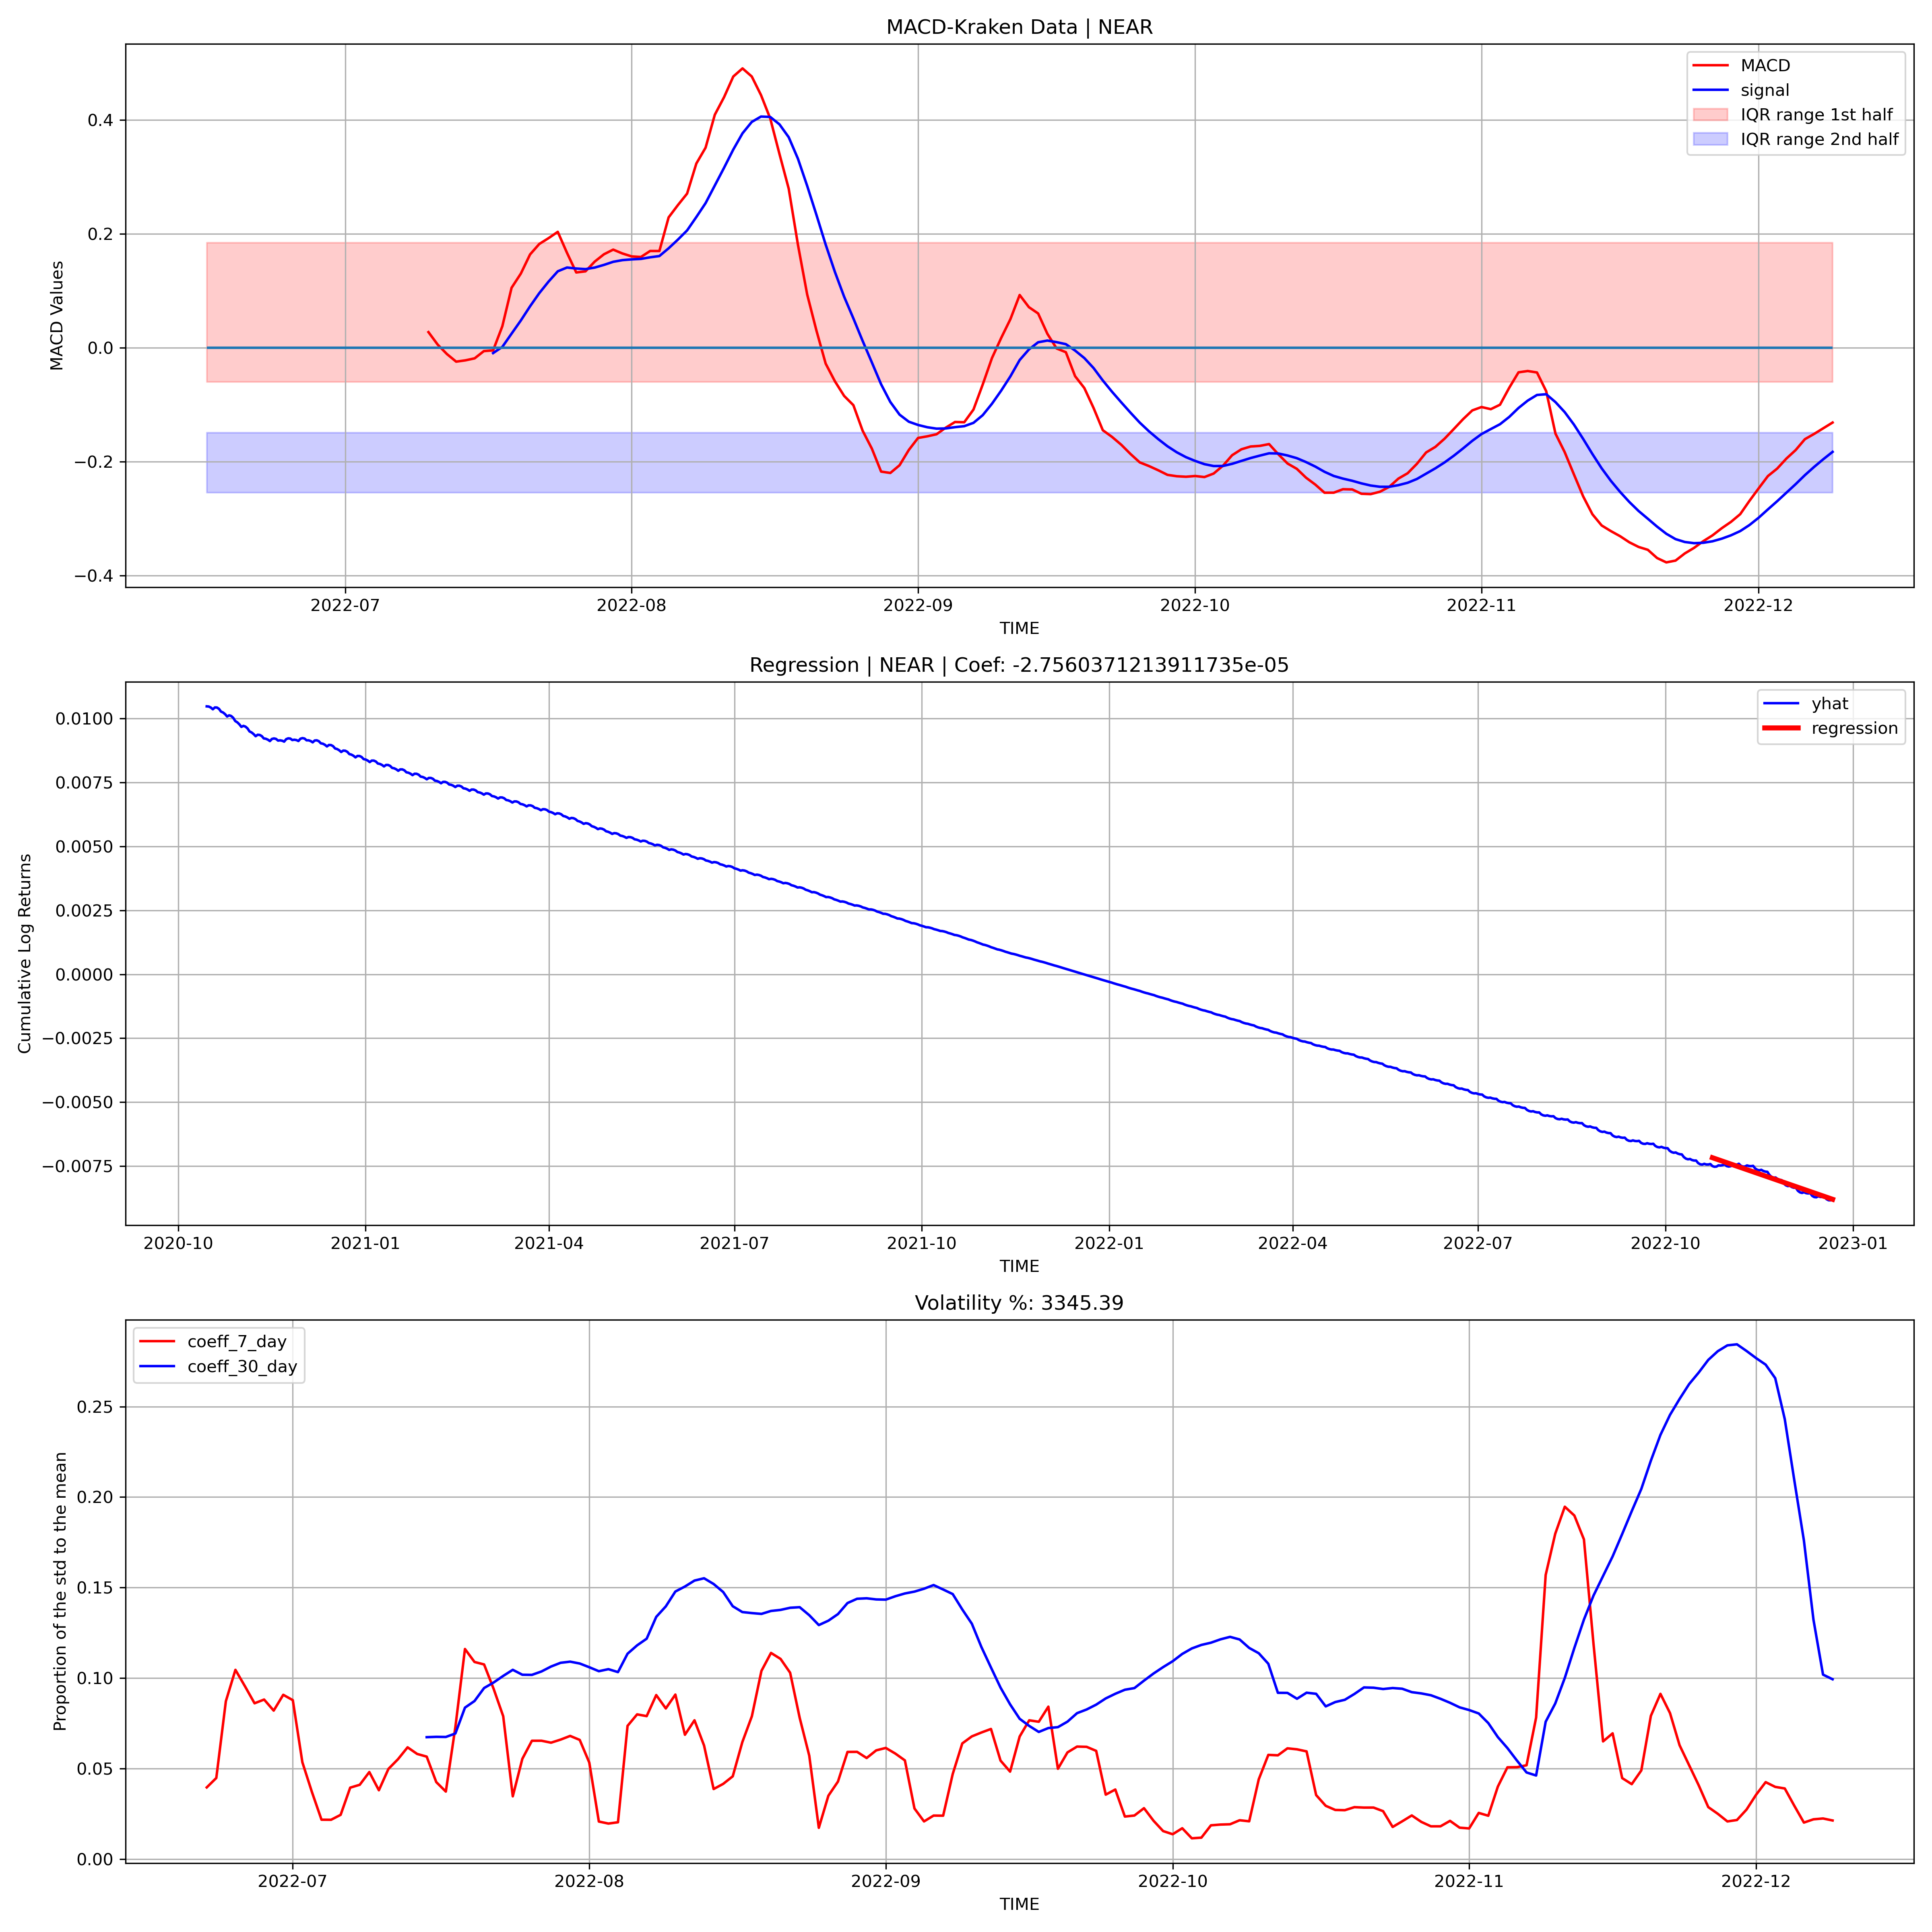 MACD-Kraken Data | NEAR
MACD
signal
IQR range 1st half
IQR range 2nd half
MACD Values
0.4
0.2
0.0
−0.2
−0.4
2022-07
2022-08
2022-09
2022-10
2022-11
2022-12
TIME
Regression | NEAR | Coef: -2.7560371213911735e-05
yhat
regression
Cumulative Log Returns
0.0100
0.0075
0.0050
0.0025
0.0000
−0.0025
−0.0050
−0.0075
2020-10
2021-01
2021-04
2021-07
2021-10
2022-01
2022-04
2022-07
2022-10
2023-01
TIME
Volatility %: 3345.39
coeff_7_day
coeff_30_day
Proportion of the std to the mean
0.25
0.20
0.15
0.10
0.05
0.00
2022-07
2022-08
2022-09
2022-10
2022-11
2022-12
TIME